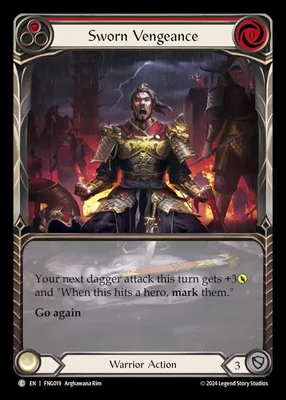 Sworn Vengeance
Your next dagger attack this turn gets +3
and "When this hits a hero, mark them."
Go again
Warrior Action
3
C EN | FNG019 Arghawana Rim
© 2024 Legend Story Studios